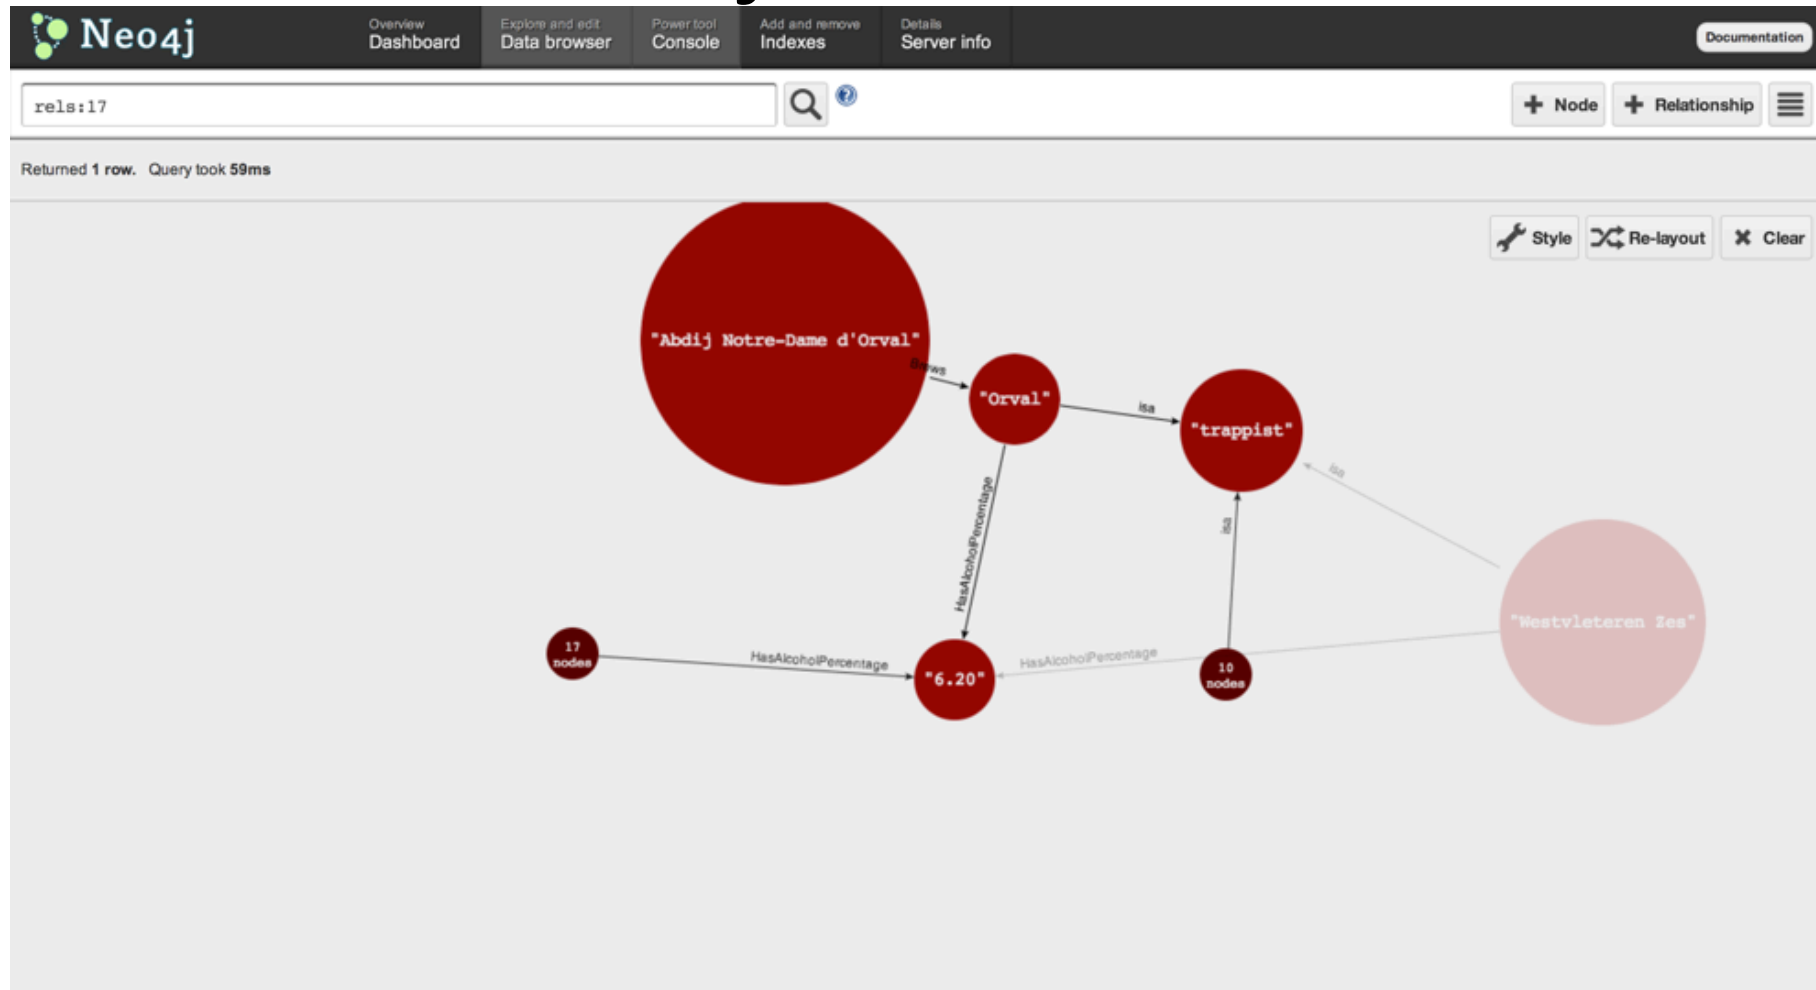 Neo4j
Overview
Dashboard
Explore and edit
Data browser
Power tool
Console
Add and remove
Indexes
Details
Server info
Documentation
rels:17
?
Node
Relationship
Returned 1 row. Query took 59ms
Style
Re-layout
Clear
"Abdij Notre-Dame d'Orval"
Brews
"Orval"
isa
"trappist"
isa
HasAlcoholPercentage
isa
"Westvleteren Zes"
17
nodes
HasAlcoholPercentage
"6.20"
HasAlcoholPercentage
10
nodes